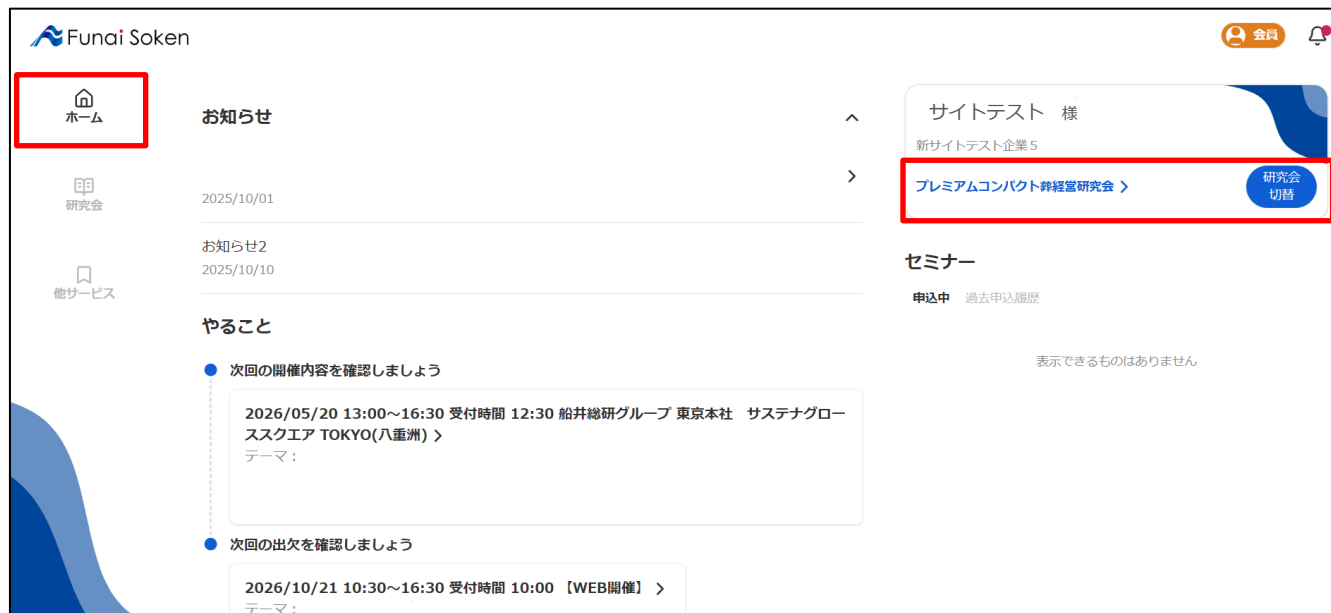 Funai Soken
会員
ホーム
研究会
他サービス
お知らせ
2025/10/01
お知らせ2
2025/10/10
やること
次回の開催内容を確認しましょう
2026/05/20 13:00～16:30 受付時間 12:30 船井総研グループ 東京本社　サステナグロー
ススクエア TOKYO(八重洲)
テーマ：
次回の出欠を確認しましょう
2026/10/21 10:30～16:30 受付時間 10:00 【WEB開催】
テーマ：
サイトテスト　様
新サイトテスト企業５
プレミアムコンパクト葬経営研究会
研究会
切替
セミナー
申込中 過去申込履歴
表示できるものはありません